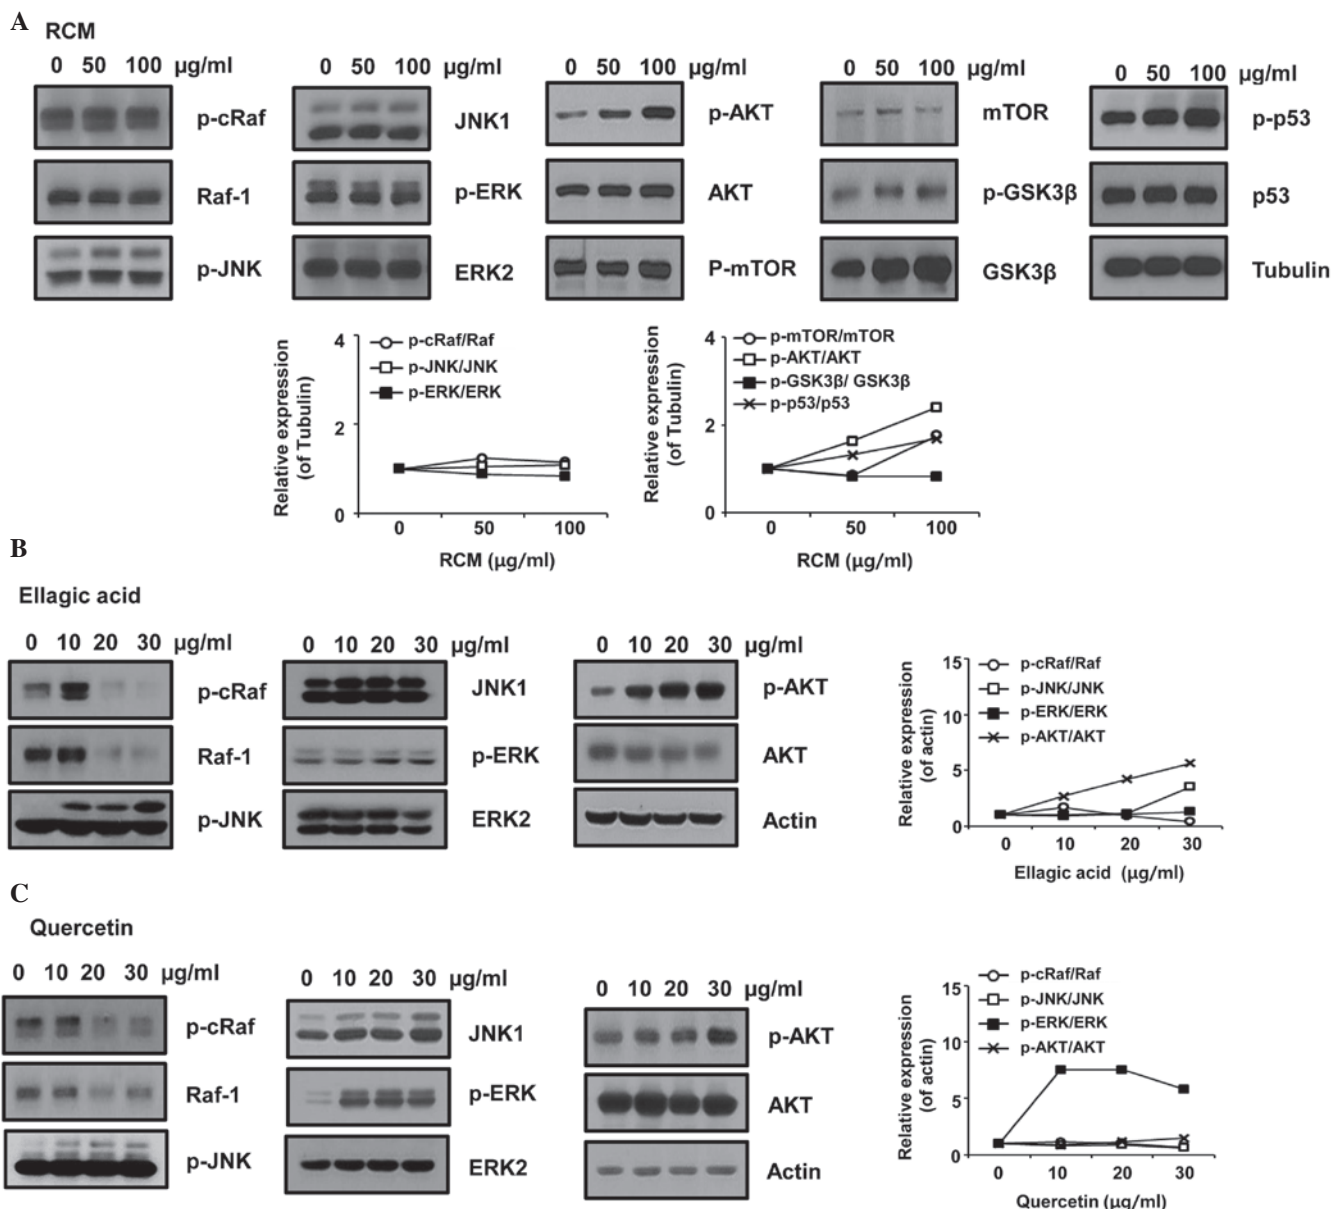 A
RCM
0 50 100 µg/ml
p-cRaf
Raf-1
p-JNK
0 50 100 µg/ml
JNK1
p-ERK
ERK2
0 50 100 µg/ml
p-AKT
AKT
P-mTOR
0 50 100 µg/ml
mTOR
p-GSK3β
GSK3β
0 50 100 µg/ml
p-p53
p53
Tubulin
Relative expression
(of Tubulin)
4
2
0
p-cRaf/Raf
p-JNK/JNK
p-ERK/ERK
0 50 100
RCM (µg/ml)
Relative expression
(of Tubulin)
4
2
0
p-mTOR/mTOR
p-AKT/AKT
p-GSK3β/ GSK3β
p-p53/p53
0 50 100
RCM (µg/ml)
B
Ellagic acid
0 10 20 30 µg/ml
p-cRaf
Raf-1
p-JNK
0 10 20 30 µg/ml
JNK1
p-ERK
ERK2
0 10 20 30 µg/ml
p-AKT
AKT
Actin
Relative expression
(of actin)
15
10
5
0
p-cRaf/Raf
p-JNK/JNK
p-ERK/ERK
p-AKT/AKT
0 10 20 30
Ellagic acid (µg/ml)
C
Quercetin
0 10 20 30 µg/ml
p-cRaf
Raf-1
p-JNK
0 10 20 30 µg/ml
JNK1
p-ERK
ERK2
0 10 20 30 µg/ml
p-AKT
AKT
Actin
Relative expression
(of actin)
15
10
5
0
p-cRaf/Raf
p-JNK/JNK
p-ERK/ERK
p-AKT/AKT
0 10 20 30
Quercetin (µg/ml)